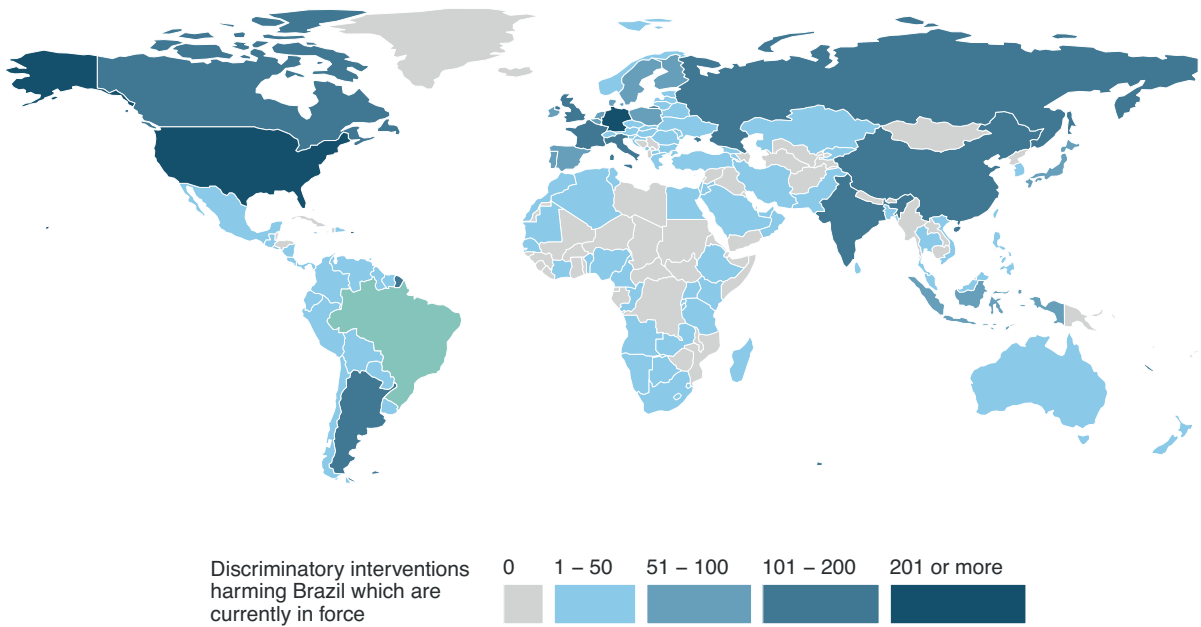 Discriminatory interventions
harming Brazil which are
currently in force
0
1 – 50
51 – 100
101 – 200
201 or more